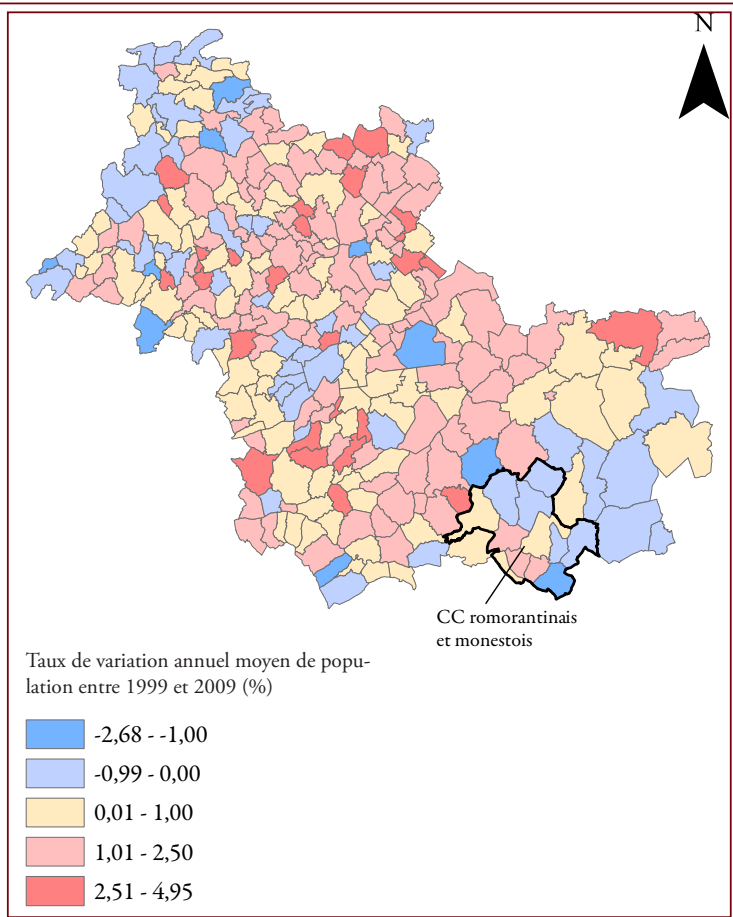 N
CC romorantinais
et monestois
Taux de variation annuel moyen de popu-
lation entre 1999 et 2009 (%)
-2,68 - -1,00
-0,99 - 0,00
0,01 - 1,00
1,01 - 2,50
2,51 - 4,95